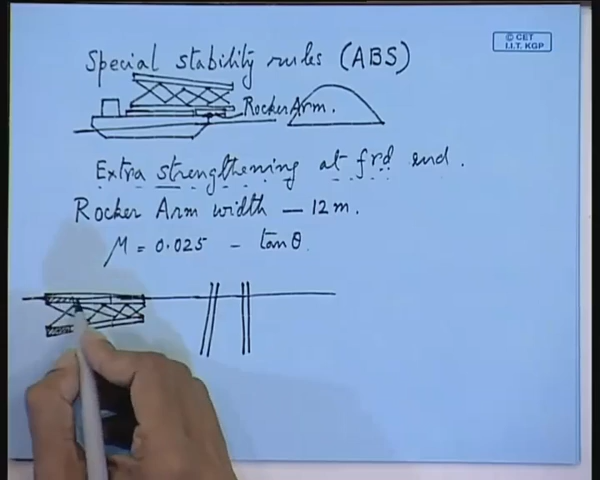 © CET
I.I.T. KGP
Special stability rules (ABS)
Rocker Arm.
Extra strengthening at frd end.
Rocker Arm width – 12 m.
μ = 0.025 – tan θ